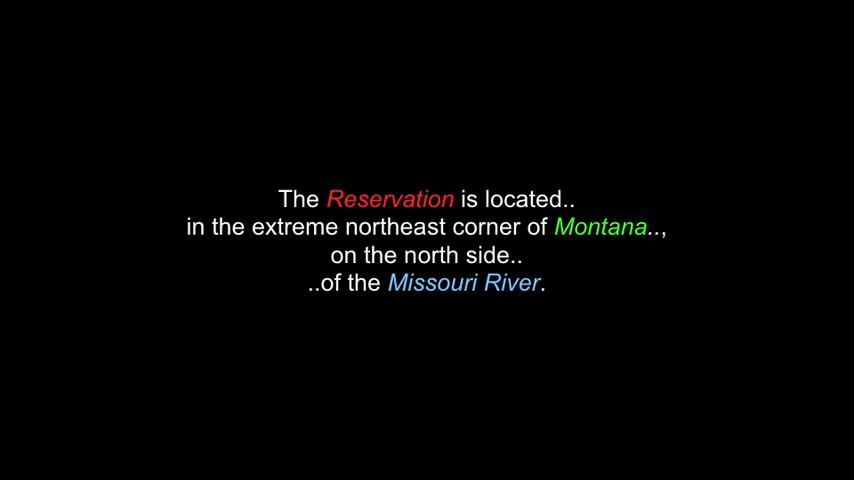 The Reservation is located..
in the extreme northeast corner of Montana..,
on the north side..
..of the Missouri River.